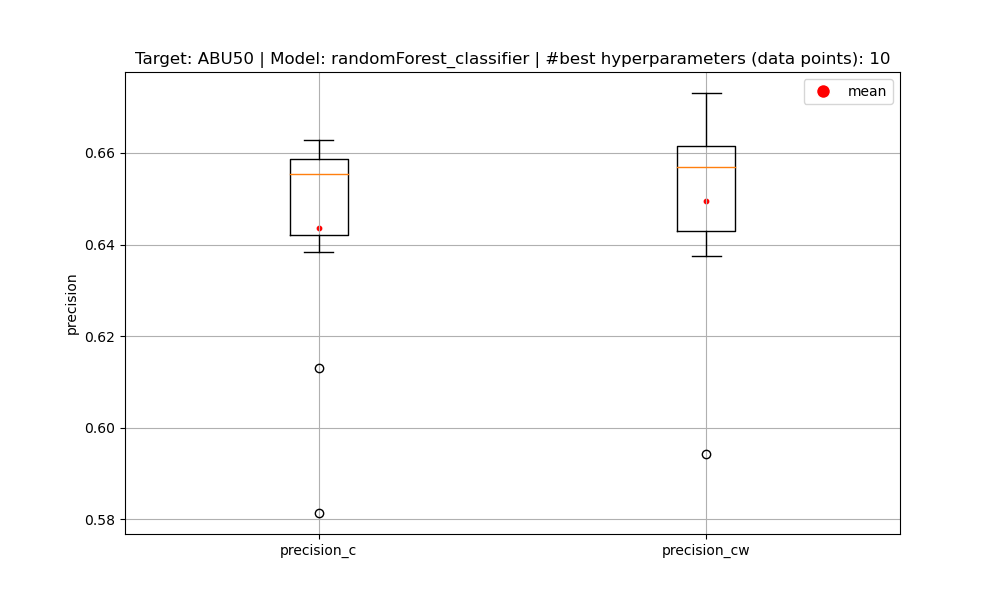 Target: ABU50 | Model: randomForest_classifier | #best hyperparameters (data points): 10
mean
0.66
0.64
0.62
0.60
0.58
precision
precision_c
precision_cw